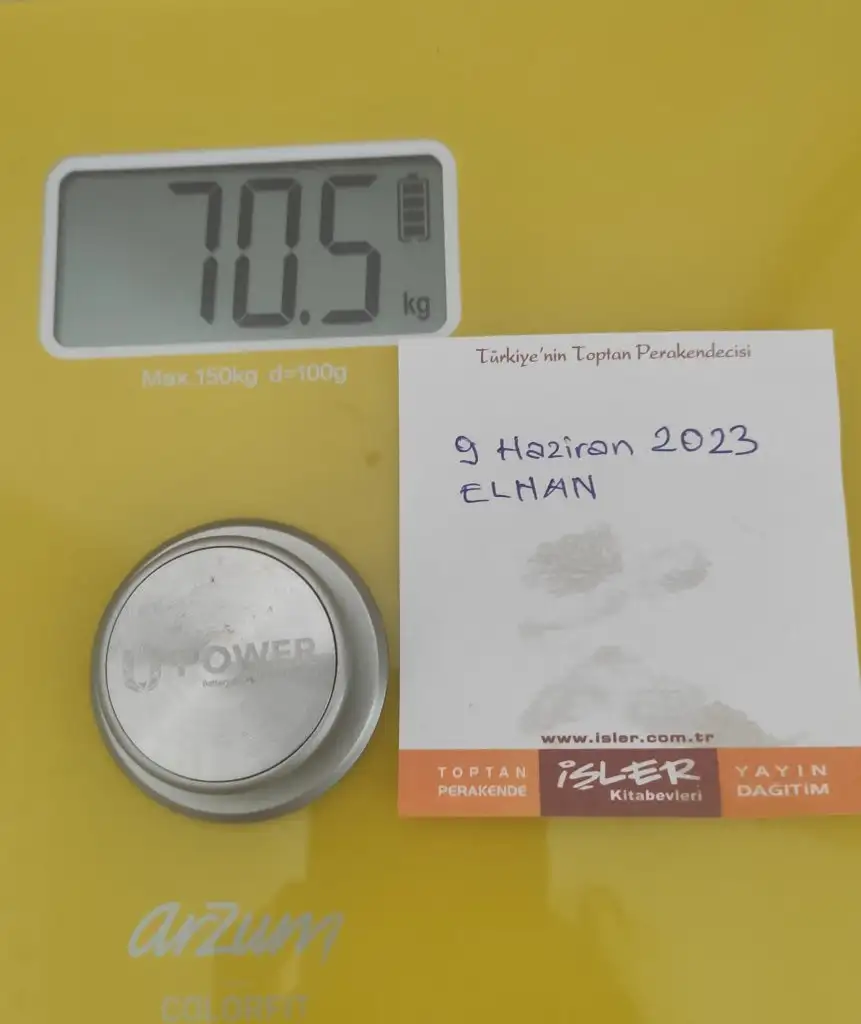 70.5
kg
Max 150kg d=100g
Türkiye'nin Toptan Perakendecisi
9 Haziran 2023
ELHAN
U POWER
www.isler.com.tr
TOPTAN
PERAKENDE
İŞLER
Kitabevleri
YAYIN
DAĞITIM
arzum
COLORFIT